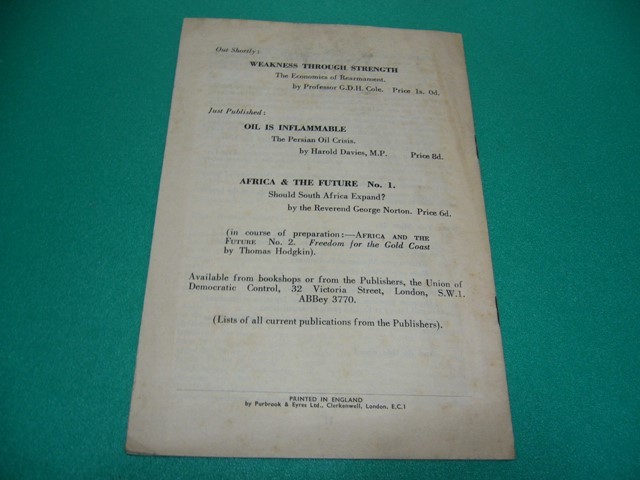 Out Shortly:
WEAKNESS THROUGH STRENGTH
The Economics of Rearmament.
by Professor G.D.H. Cole. Price 1s. 0d.
Just Published:
OIL IS INFLAMMABLE
The Persian Oil Crisis.
by Harold Davies, M.P. Price 8d.
AFRICA & THE FUTURE No. 1.
Should South Africa Expand?
by the Reverend George Norton. Price 6d.
(in course of preparation:—AFRICA AND THE
FUTURE No. 2. Freedom for the Gold Coast
by Thomas Hodgkin).
Available from bookshops or from the Publishers, the Union of
Democratic Control, 32 Victoria Street, London, S.W.1.
ABBey 3770.
(Lists of all current publications from the Publishers).
PRINTED IN ENGLAND
by Purbrook & Eyres Ltd., Clerkenwell, London, E.C.1